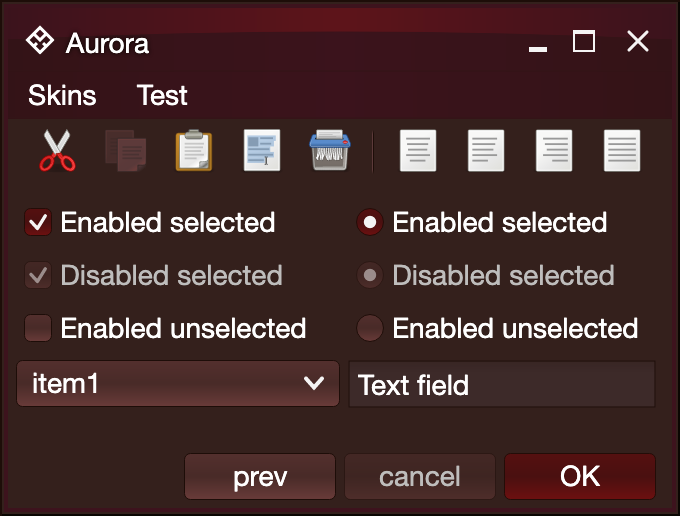 Aurora
Skins Test
Enabled selected Enabled selected
Disabled selected Disabled selected
Enabled unselected Enabled unselected
item1 Text field
prev cancel OK